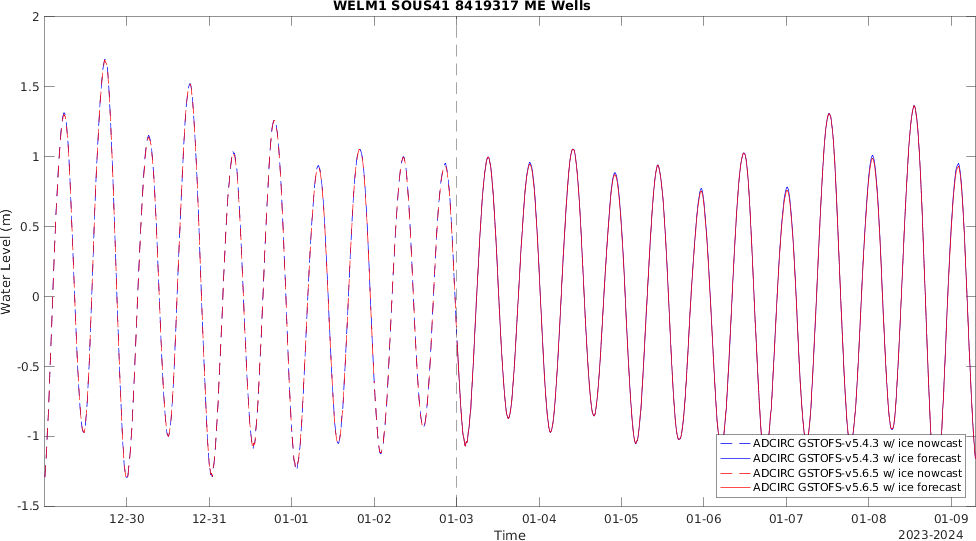 WELM1 SOUS41 8419317 ME Wells
2
1.5
1
0.5
0
-0.5
-1
-1.5
Water Level (m)
ADCIRC GSTOFS-v5.4.3 w/ ice nowcast
ADCIRC GSTOFS-v5.4.3 w/ ice forecast
ADCIRC GSTOFS-v5.6.5 w/ ice nowcast
ADCIRC GSTOFS-v5.6.5 w/ ice forecast
12-30 12-31 01-01 01-02 01-03 01-04 01-05 01-06 01-07 01-08 01-09
Time
2023-2024